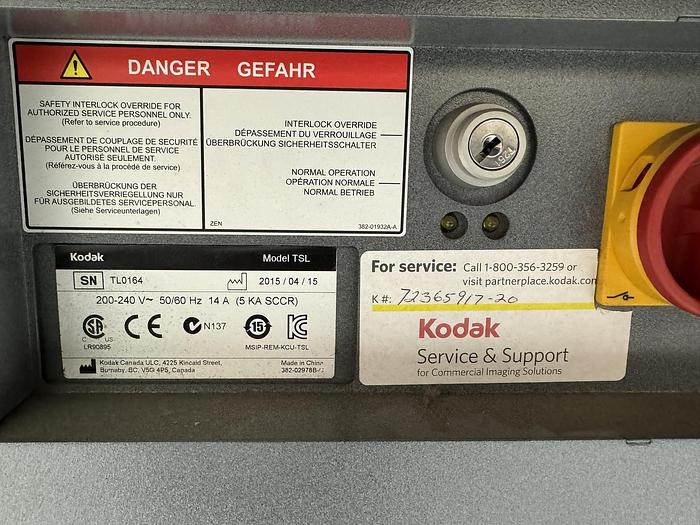 DANGER GEFAHR
SAFETY INTERLOCK OVERRIDE FOR
AUTHORIZED SERVICE PERSONNEL ONLY.
(Refer to service procedure)
DÉPASSEMENT DE COUPLAGE DE SECURITÉ
POUR LE PERSONNEL DE SERVICE
AUTORISÉ SEULEMENT.
(Référez-vous à la procédé de service)
ÜBERBRÜCKUNG DER
SICHERHEITSVERRIEGELLUNG NUR
FÜR AUSGEBILDETES SERVICEPERSONAL.
(Siehe Serviceunterlagen)
INTERLOCK OVERRIDE
DÉPASSEMENT DU VERROUILLAGE
ÜBERBRÜCKUNG SICHERHEITSSCHALTER
NORMAL OPERATION
OPÉRATION NORMALE
NORMAL BETRIEB
ZEN
382-01932A-A
Kodak Model TSL
SN TL0164 2015 / 04 / 15
200-240 V~ 50/60 Hz 14 A (5 KA SCCR)
C US
LR90895
CE
N137
15
MSIP-REM-KCU-TSL
Kodak Canada ULC, 4225 Kincaid Street,
Burnaby, BC, V5G 4P5, Canada
Made in China
382-02978B-
For service: Call 1-800-356-3259 or
visit partnerplace.kodak.com
K #: 72365917-20
Kodak
Service & Support
for Commercial Imaging Solutions